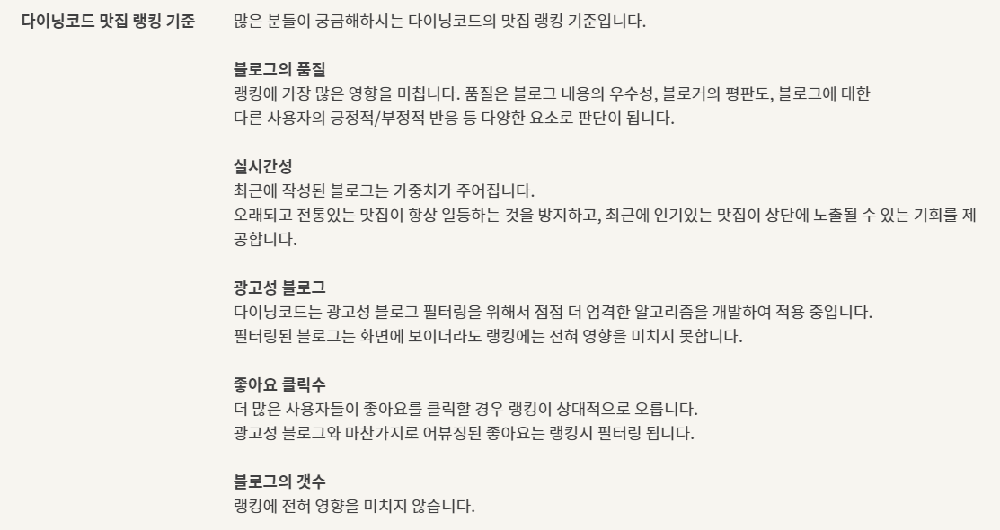 다이닝코드 맛집 랭킹 기준
많은 분들이 궁금해하시는 다이닝코드의 맛집 랭킹 기준입니다.
블로그의 품질
랭킹에 가장 많은 영향을 미칩니다. 품질은 블로그 내용의 우수성, 블로거의 평판도, 블로그에 대한
다른 사용자의 긍정적/부정적 반응 등 다양한 요소로 판단이 됩니다.
실시간성
최근에 작성된 블로그는 가중치가 주어집니다.
오래되고 전통있는 맛집이 항상 일등하는 것을 방지하고, 최근에 인기있는 맛집이 상단에 노출될 수 있는 기회를 제
공합니다.
광고성 블로그
다이닝코드는 광고성 블로그 필터링을 위해서 점점 더 엄격한 알고리즘을 개발하여 적용 중입니다.
필터링된 블로그는 화면에 보이더라도 랭킹에는 전혀 영향을 미치지 못합니다.
좋아요 클릭수
더 많은 사용자들이 좋아요를 클릭할 경우 랭킹이 상대적으로 오릅니다.
광고성 블로그와 마찬가지로 어뷰징된 좋아요는 랭킹시 필터링 됩니다.
블로그의 갯수
랭킹에 전혀 영향을 미치지 않습니다.